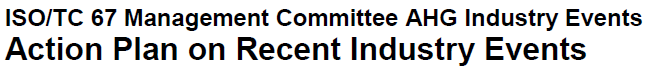 ISO/TC 67 Management Committee AHG Industry Events
Action Plan on Recent Industry Events